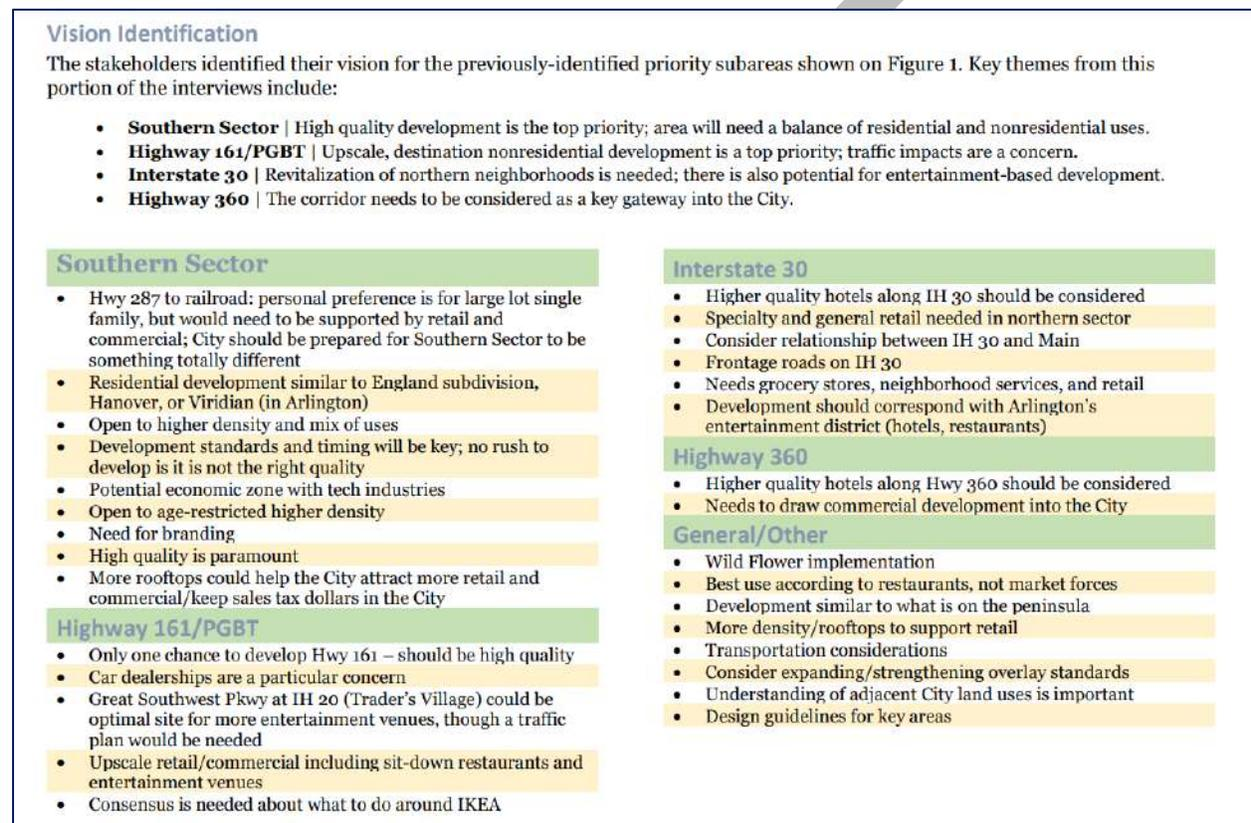 Vision Identification
The stakeholders identified their vision for the previously-identified priority subareas shown on Figure 1. Key themes from this
portion of the interviews include:
• Southern Sector | High quality development is the top priority; area will need a balance of residential and nonresidential uses.
• Highway 161/PGBT | Upscale, destination nonresidential development is a top priority; traffic impacts are a concern.
• Interstate 30 | Revitalization of northern neighborhoods is needed; there is also potential for entertainment-based development.
• Highway 360 | The corridor needs to be considered as a key gateway into the City.
Southern Sector
• Hwy 287 to railroad: personal preference is for large lot single
family, but would need to be supported by retail and
commercial; City should be prepared for Southern Sector to be
something totally different
• Residential development similar to England subdivision,
Hanover, or Viridian (in Arlington)
• Open to higher density and mix of uses
• Development standards and timing will be key; no rush to
develop is it is not the right quality
• Potential economic zone with tech industries
• Open to age-restricted higher density
• Need for branding
• High quality is paramount
• More rooftops could help the City attract more retail and
commercial/keep sales tax dollars in the City
Highway 161/PGBT
• Only one chance to develop Hwy 161 – should be high quality
• Car dealerships are a particular concern
• Great Southwest Pkwy at IH 20 (Trader's Village) could be
optimal site for more entertainment venues, though a traffic
plan would be needed
• Upscale retail/commercial including sit-down restaurants and
entertainment venues
• Consensus is needed about what to do around IKEA
Interstate 30
• Higher quality hotels along IH 30 should be considered
• Specialty and general retail needed in northern sector
• Consider relationship between IH 30 and Main
• Frontage roads on IH 30
• Needs grocery stores, neighborhood services, and retail
• Development should correspond with Arlington's
entertainment district (hotels, restaurants)
Highway 360
• Higher quality hotels along Hwy 360 should be considered
• Needs to draw commercial development into the City
General/Other
• Wild Flower implementation
• Best use according to restaurants, not market forces
• Development similar to what is on the peninsula
• More density/rooftops to support retail
• Transportation considerations
• Consider expanding/strengthening overlay standards
• Understanding of adjacent City land uses is important
• Design guidelines for key areas